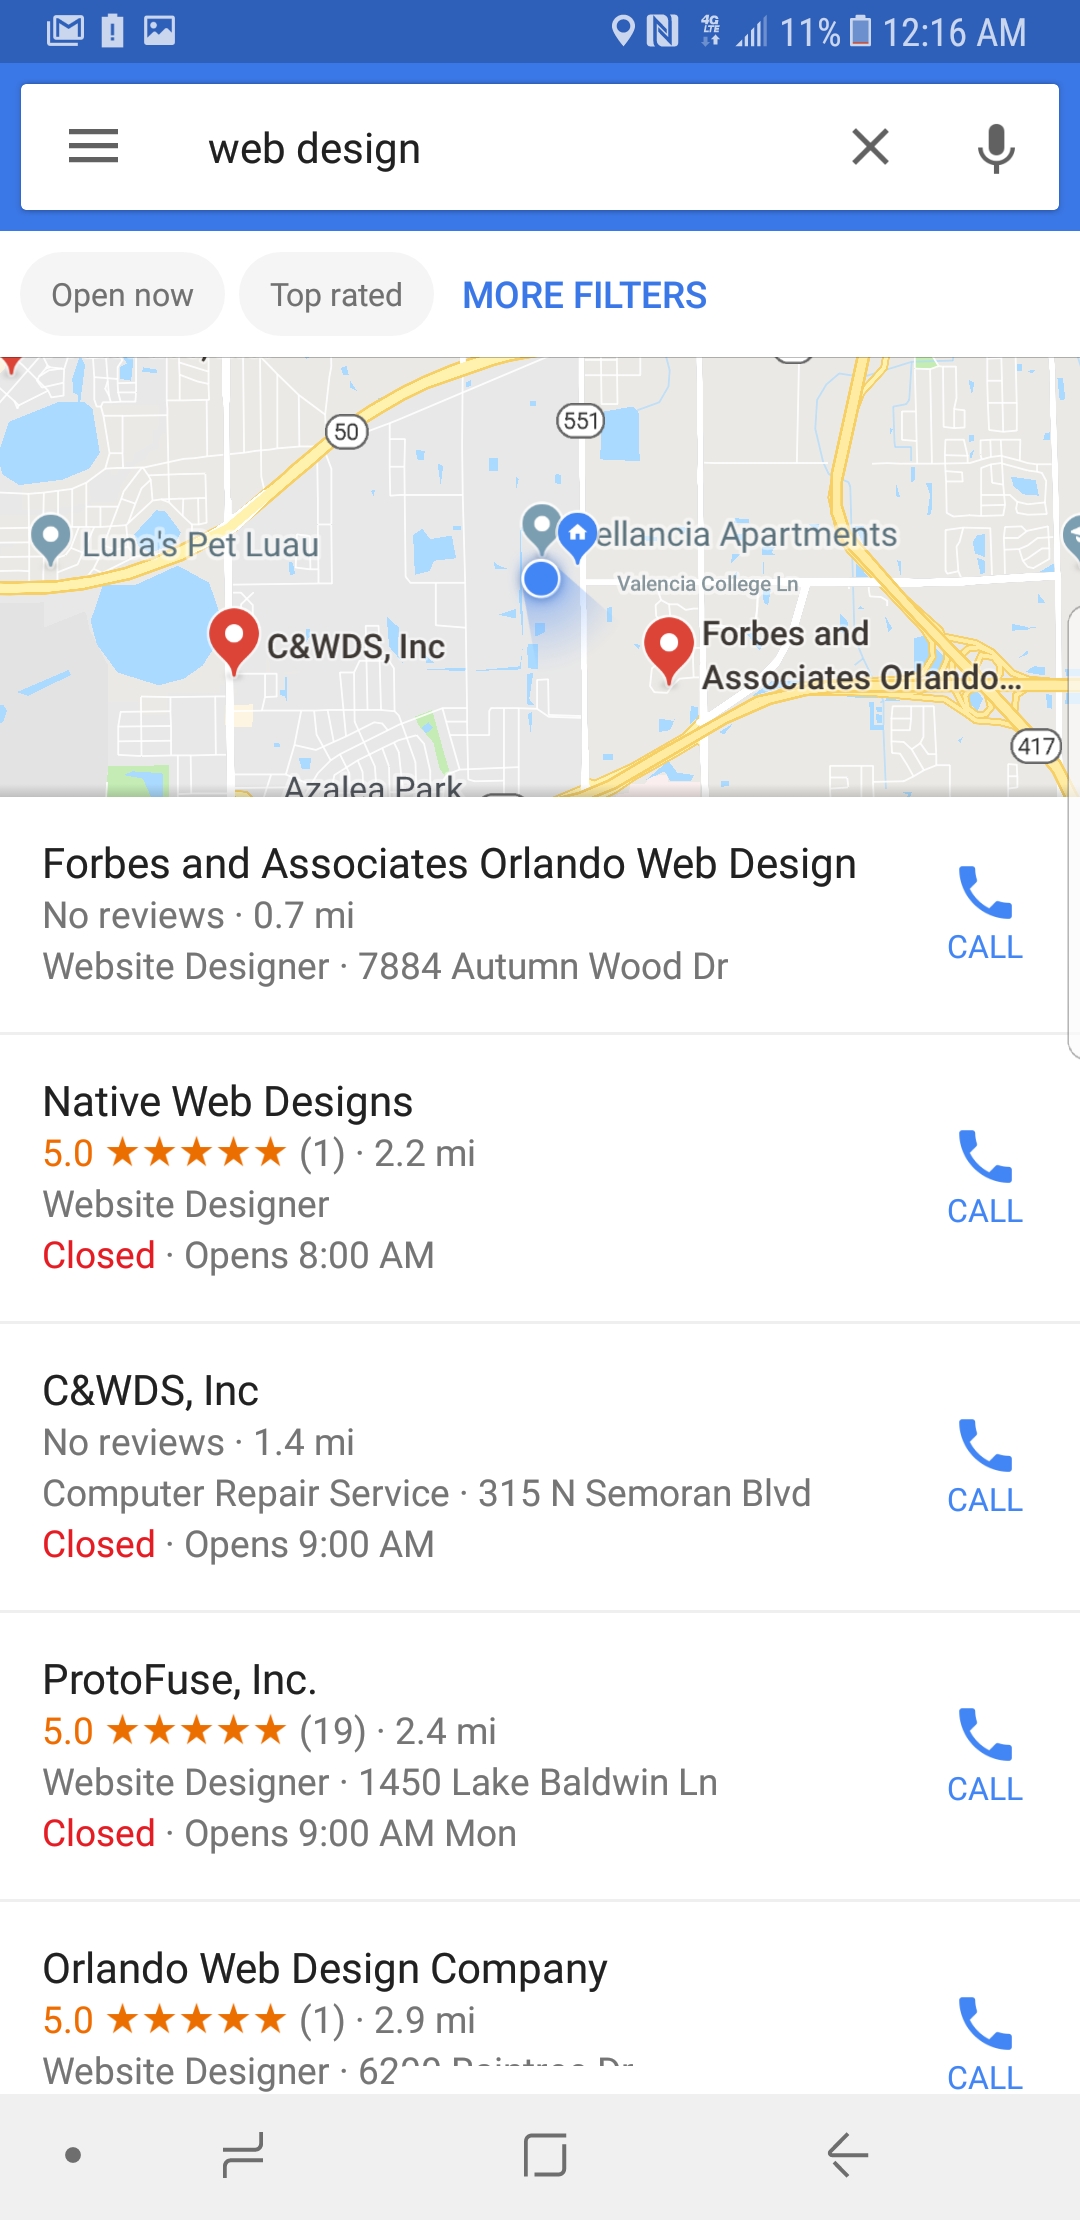 4G LTE 11% 12:16 AM
web design
Open now Top rated MORE FILTERS
50
551
Luna's Pet Luau
ellancia Apartments
Valencia College Ln
C&WDS, Inc
Forbes and
Associates Orlando...
417
Azalea Park
Forbes and Associates Orlando Web Design
No reviews · 0.7 mi
Website Designer · 7884 Autumn Wood Dr
CALL
Native Web Designs
5.0 ★★★★★ (1) · 2.2 mi
Website Designer
Closed · Opens 8:00 AM
CALL
C&WDS, Inc
No reviews · 1.4 mi
Computer Repair Service · 315 N Semoran Blvd
Closed · Opens 9:00 AM
CALL
ProtoFuse, Inc.
5.0 ★★★★★ (19) · 2.4 mi
Website Designer · 1450 Lake Baldwin Ln
Closed · Opens 9:00 AM Mon
CALL
Orlando Web Design Company
5.0 ★★★★★ (1) · 2.9 mi
Website Designer ·
CALL